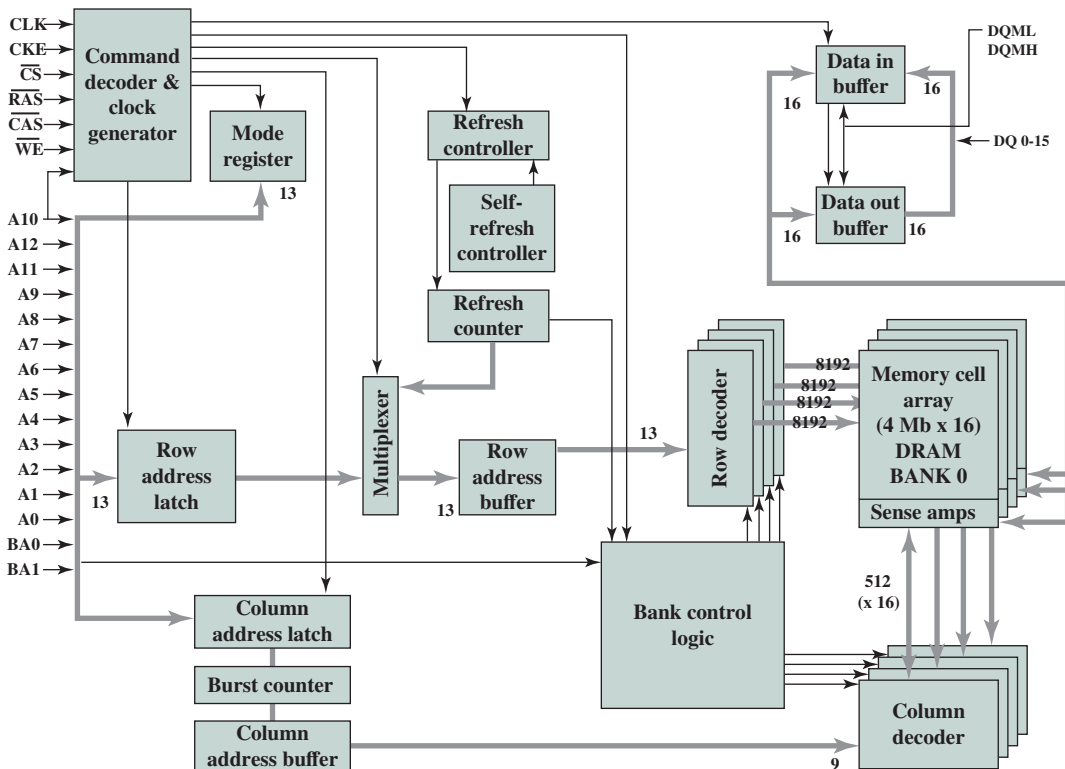 CLK
CKE
CS
RAS
CAS
WE
A10
A12
A11
A9
A8
A7
A6
A5
A4
A3
A2
A1
A0
BA0
BA1
Command
decoder &
clock
generator
Mode
register
13
Refresh
controller
Self-
refresh
controller
Refresh
counter
Multiplexer
13
Row
address
latch
13
Row
address
buffer
13
Row decoder
8192
8192
8192
8192
Data in
buffer
16
16
DQML
DQMH
DQ 0-15
Data out
buffer
16
16
Memory cell
array
(4 Mb x 16)
DRAM
BANK 0
Sense amps
512
(x 16)
Bank control
logic
Column
address latch
Burst counter
Column
address buffer
9
Column
decoder